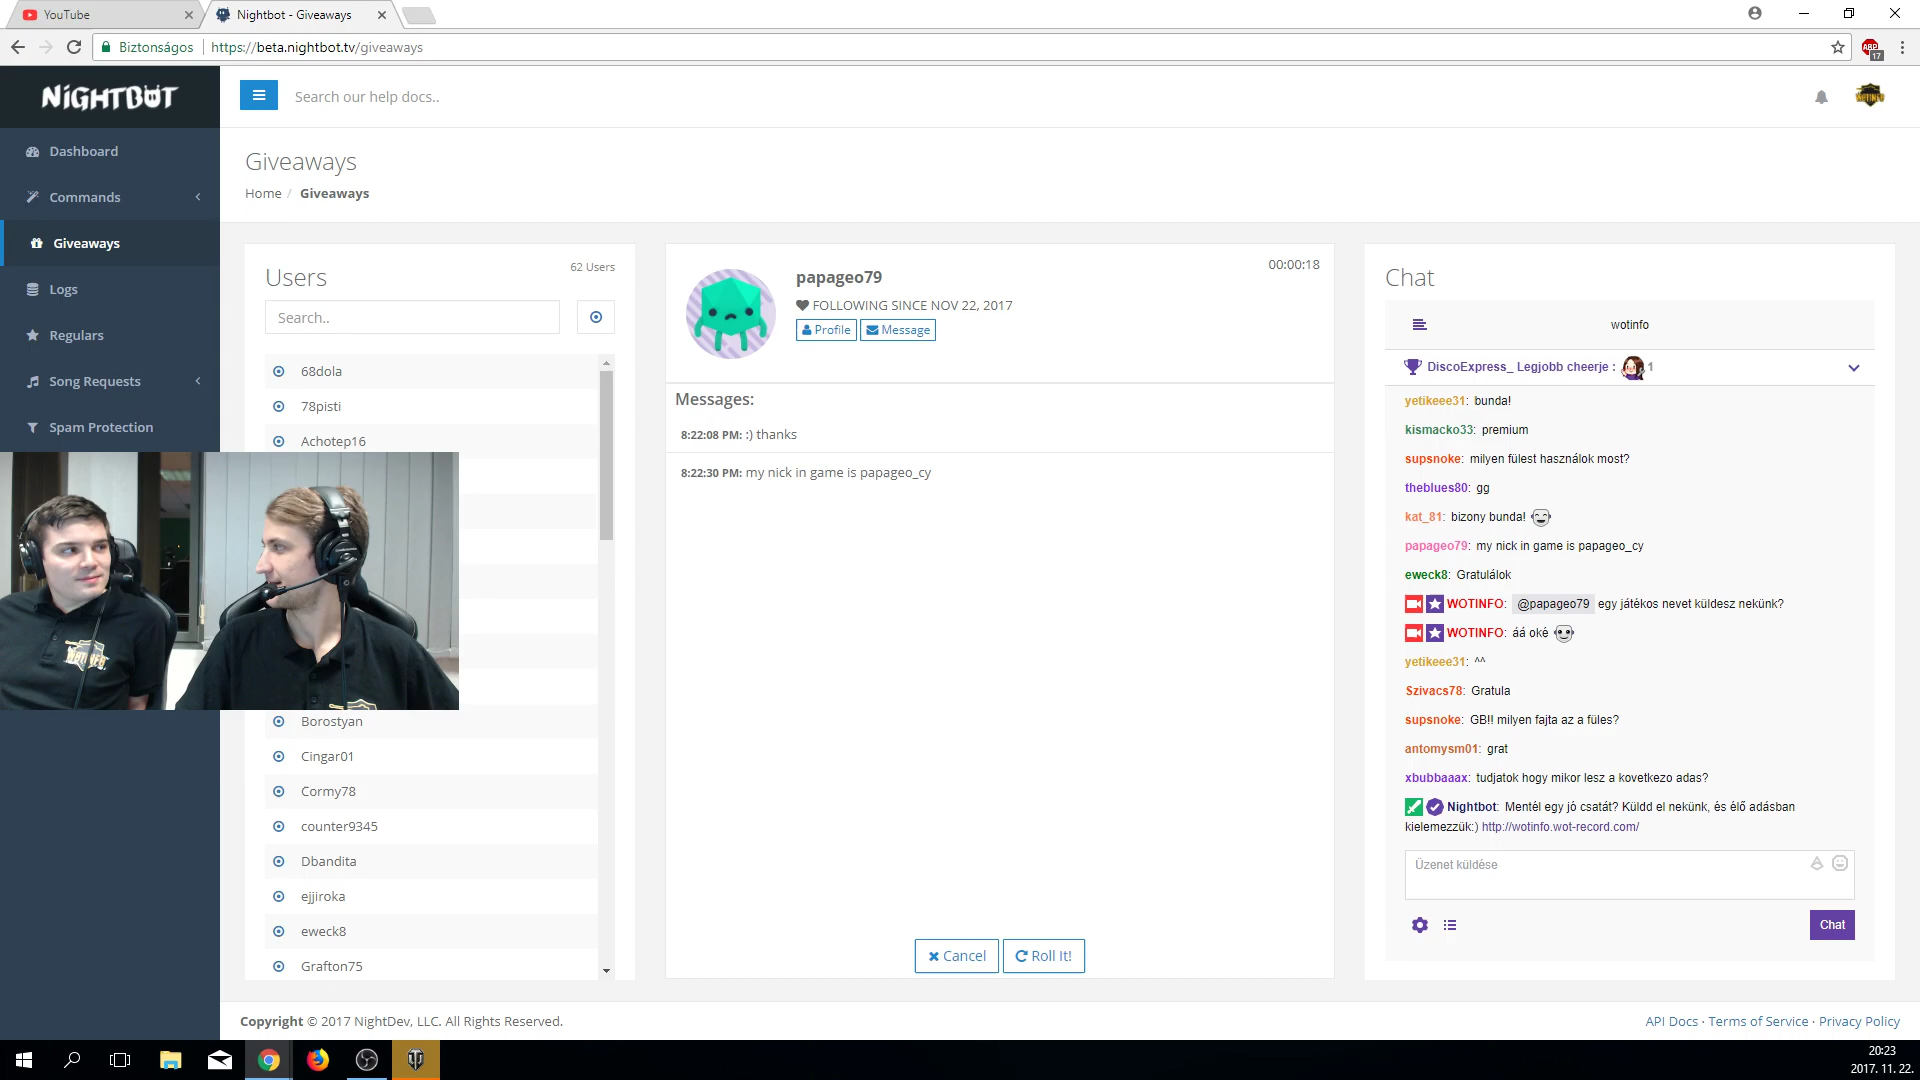 YouTube
Nightbot - Giveaways
Biztonságos https://beta.nightbot.tv/giveaways
ABP
17
NIGHTBOT
Search our help docs..
Dashboard
Commands
Giveaways
Logs
Regulars
Song Requests
Spam Protection
Giveaways
Home / Giveaways
Users
62 Users
Search..
68dola
78pisti
Achotep16
Borostyan
Cingar01
Cormy78
counter9345
Dbandita
ejjiroka
eweck8
Grafton75
papageo79
00:00:18
FOLLOWING SINCE NOV 22, 2017
Profile
Message
Messages:
8:22:08 PM: :) thanks
8:22:30 PM: my nick in game is papageo_cy
Cancel
Roll It!
Chat
wotinfo
DiscoExpress_ Legjobb cheerje : 1
yetikeee31: bunda!
kismacko33: premium
supsnoke: milyen fülest használok most?
theblues80: gg
kat_81: bizony bunda!
papageo79: my nick in game is papageo_cy
eweck8: Gratulálok
WOTINFO: @papageo79 egy játékos nevet küldesz nekünk?
WOTINFO: áá oké
yetikeee31: ^^
Szivacs78: Gratula
supsnoke: GB!! milyen fajta az a füles?
antomysm01: grat
xbubbaaax: tudjatok hogy mikor lesz a kovetkezo adas?
Nightbot: Mentél egy jó csatát? Küldd el nekünk, és élő adásban
kielemezzük:) http://wotinfo.wot-record.com/
Üzenet küldése
Chat
WOTINFO
Copyright © 2017 NightDev, LLC. All Rights Reserved.
API Docs · Terms of Service · Privacy Policy
20:23
2017. 11. 22.